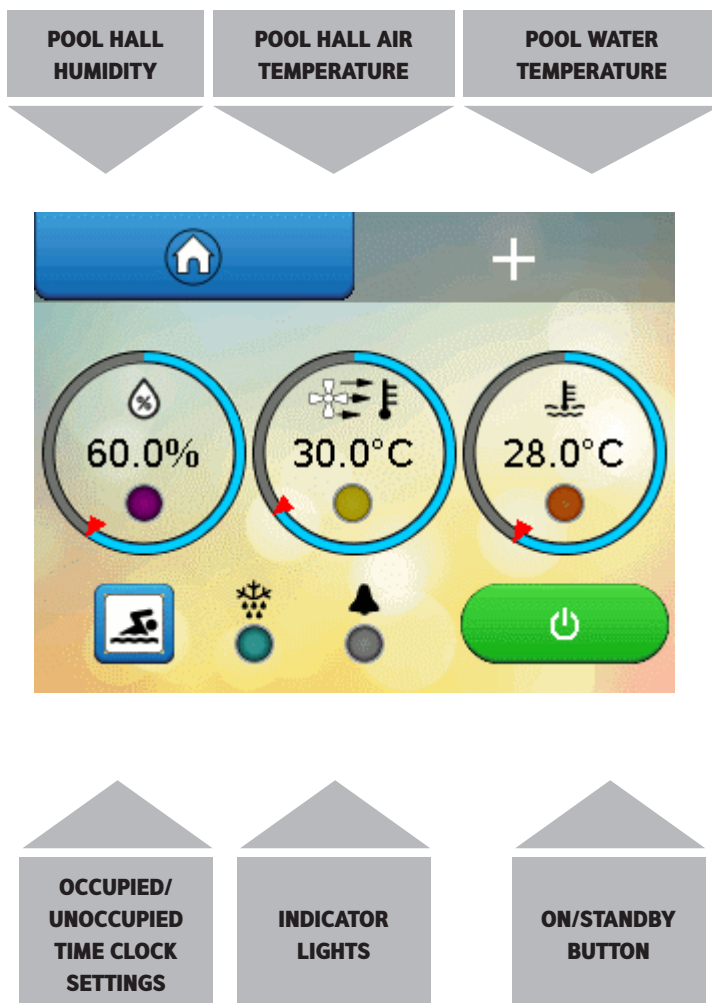 POOL HALL
HUMIDITY
POOL HALL AIR
TEMPERATURE
POOL WATER
TEMPERATURE
%
60.0%
30.0°C
28.0°C
OCCUPIED/
UNOCCUPIED
TIME CLOCK
SETTINGS
INDICATOR
LIGHTS
ON/STANDBY
BUTTON